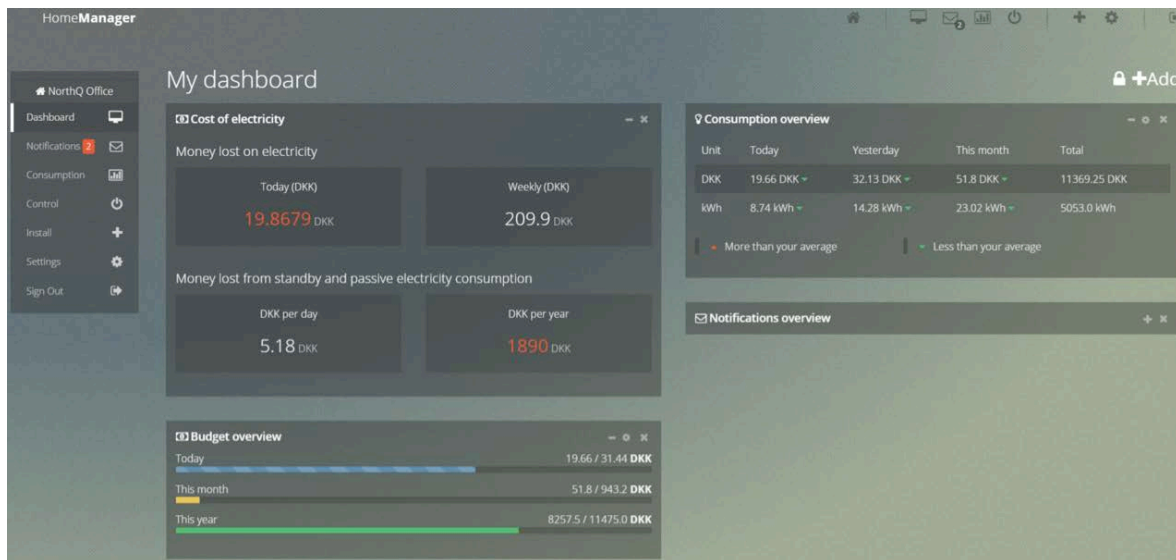 HomeManager
2
My dashboard
+Add
NorthQ Office
Dashboard
Notifications 2
Consumption
Control
Install
Settings
Sign Out
Cost of electricity
Money lost on electricity
Today (DKK)
19.8679 DKK
Weekly (DKK)
209.9 DKK
Money lost from standby and passive electricity consumption
DKK per day
5.18 DKK
DKK per year
1890 DKK
Budget overview
Today 19.66 / 31.44 DKK
This month 51.8 / 943.2 DKK
This year 8257.5 / 11475.0 DKK
Consumption overview
Unit Today Yesterday This month Total
DKK 19.66 DKK 32.13 DKK 51.8 DKK 11369.25 DKK
kWh 8.74 kWh 14.28 kWh 23.02 kWh 5053.0 kWh
More than your average Less than your average
Notifications overview